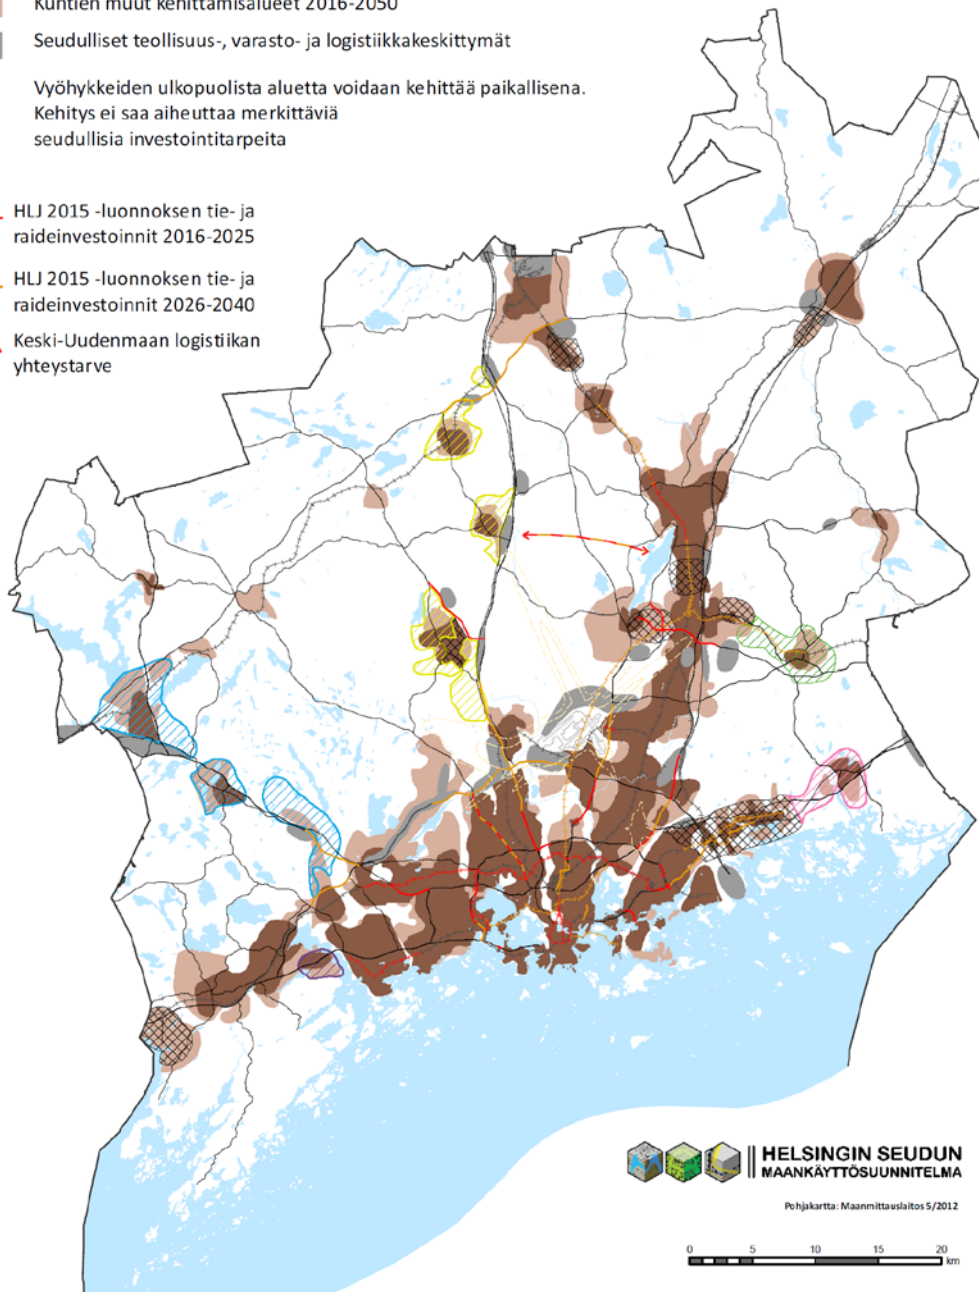 Kuntien muut kehittämisalueet 2016-2050
Seudulliset teollisuus-, varasto- ja logistiikkakeskittymät
Vyöhykkeiden ulkopuolista aluetta voidaan kehittää paikallisena.
Kehitys ei saa aiheuttaa merkittäviä
seudullisia investointitarpeita
HLJ 2015 -luonnoksen tie- ja
raideinvestoinnit 2016-2025
HLJ 2015 -luonnoksen tie- ja
raideinvestoinnit 2026-2040
Keski-Uudenmaan logistiikan
yhteystarve
HELSINGIN SEUDUN
MAANKÄYTTÖSUUNNITELMA
Pohjakartta: Maanmittauslaitos 5/2012
0 5 10 15 20
km